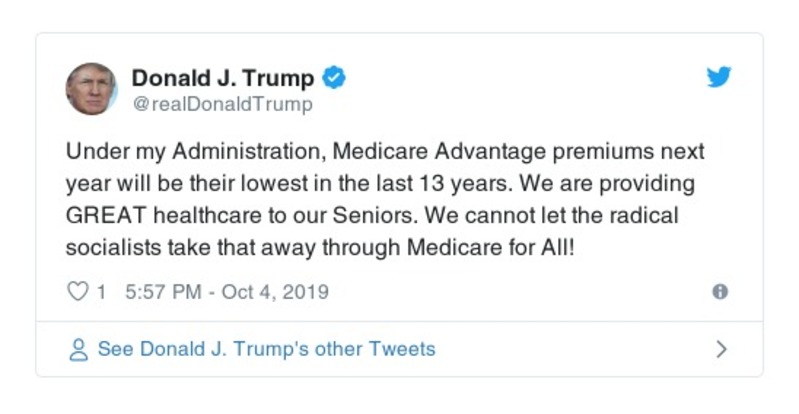 Donald J. Trump
@realDonaldTrump
Under my Administration, Medicare Advantage premiums next
year will be their lowest in the last 13 years. We are providing
GREAT healthcare to our Seniors. We cannot let the radical
socialists take that away through Medicare for All!
1 5:57 PM - Oct 4, 2019
See Donald J. Trump's other Tweets